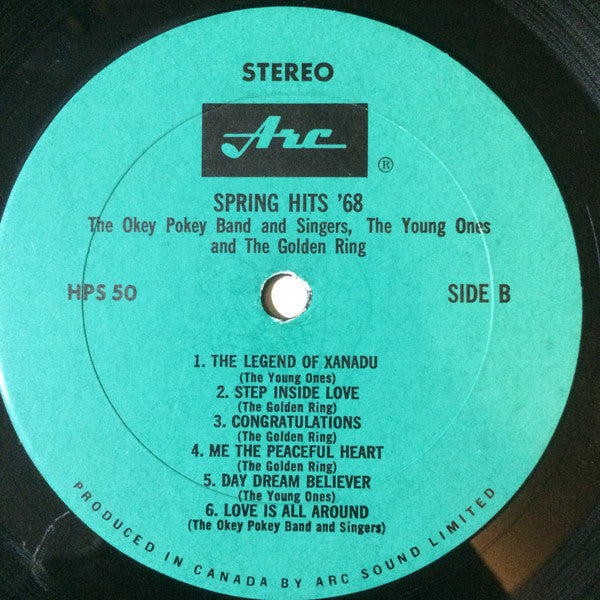 STEREO
Arc ®
SPRING HITS '68
The Okey Pokey Band and Singers, The Young Ones
and The Golden Ring
HPS 50 SIDE B
1. THE LEGEND OF XANADU
(The Young Ones)
2. STEP INSIDE LOVE
(The Golden Ring)
3. CONGRATULATIONS
(The Golden Ring)
4. ME THE PEACEFUL HEART
(The Golden Ring)
5. DAY DREAM BELIEVER
(The Young Ones)
6. LOVE IS ALL AROUND
(The Okey Pokey Band and Singers)
PRODUCED IN CANADA BY ARC SOUND LIMITED